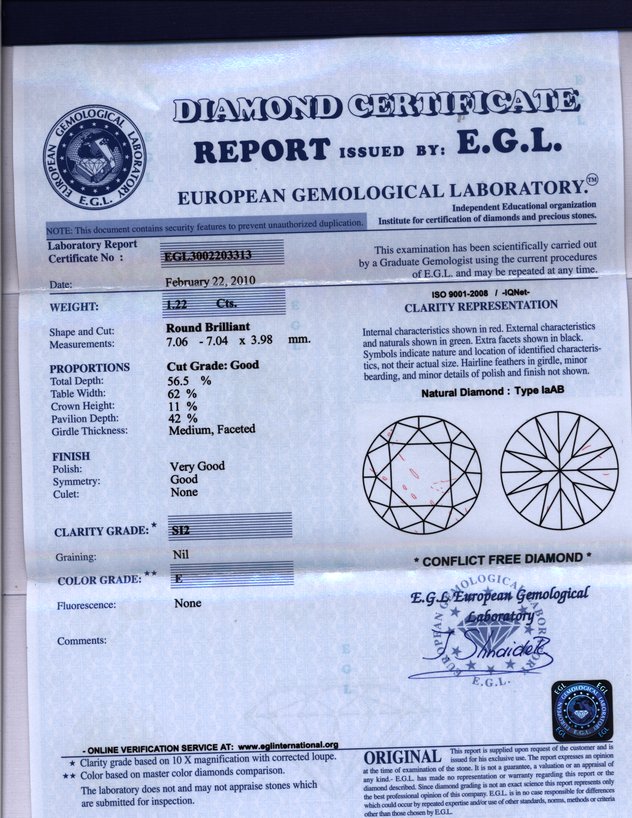 DIAMOND CERTIFICATE
REPORT ISSUED BY: E.G.L.
EUROPEAN GEMOLOGICAL LABORATORY
E.G.L.
EUROPEAN GEMOLOGICAL LABORATORY.™
Independent Educational organization
Institute for certification of diamonds and precious stones.
NOTE: This document contains security features to prevent unauthorized duplication.
Laboratory Report
Certificate No : EGL3002203313
Date: February 22, 2010
WEIGHT: 1.22 Cts.
Shape and Cut: Round Brilliant
Measurements: 7.06 - 7.04 x 3.98 mm.
PROPORTIONS Cut Grade: Good
Total Depth: 56.5 %
Table Width: 62 %
Crown Height: 11 %
Pavilion Depth: 42 %
Girdle Thickness: Medium, Faceted
FINISH
Polish: Very Good
Symmetry: Good
Culet: None
CLARITY GRADE: * SI2
Graining: Nil
COLOR GRADE: ** E
Fluorescence: None
Comments:
This examination has been scientifically carried out
by a Graduate Gemologist using the current procedures
of E.G.L. and may be repeated at any time.
ISO 9001-2008 / -IQNet-
CLARITY REPRESENTATION
Internal characteristics shown in red. External characteristics
and naturals shown in green. Extra facets shown in black.
Symbols indicate nature and location of identified characteris-
tics, not their actual size. Hairline feathers in girdle, minor
bearding, and minor details of polish and finish not shown.
Natural Diamond : Type IaAB
* CONFLICT FREE DIAMOND *
E.G.L European Gemological
Laboratory
E.G.L.
- ONLINE VERIFICATION SERVICE AT: www.eglinternational.org
★ Clarity grade based on 10 X magnification with corrected loupe.
★★ Color based on master color diamonds comparison.
The laboratory does not and may not appraise stones which
are submitted for inspection.
ORIGINAL This report is supplied upon request of the customer and is
issued for his exclusive use. The report expresses an opinion
at the time of examination of the stone. It is not a guarantee, a valuation or an appraisal of
any kind.- E.G.L. has made no representation or warranty regarding this report or the
diamond described. Since diamond grading is not an exact science this report represents only
the best professional opinion of this company. E.G.L. is in no case responsible for differences
which could occur by repeated expertise and/or use of other standards, norms, methods or criteria
other than those chosen by E.G.L.